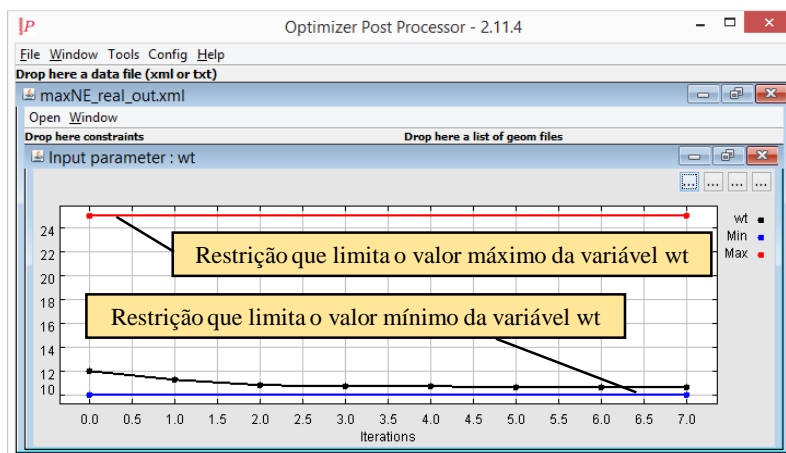 Optimizer Post Processor - 2.11.4
File Window Tools Config Help
Drop here a data file (xml or txt)
maxNE_real_out.xml
Open Window
Drop here constraints Drop here a list of geom files
Input parameter : wt
... ... ... ...
wt
Min
Max
24
22
20
18
16
14
12
10
Restrição que limita o valor máximo da variável wt
Restrição que limita o valor mínimo da variável wt
0.0 0.5 1.0 1.5 2.0 2.5 3.0 3.5 4.0 4.5 5.0 5.5 6.0 6.5 7.0
Iterations